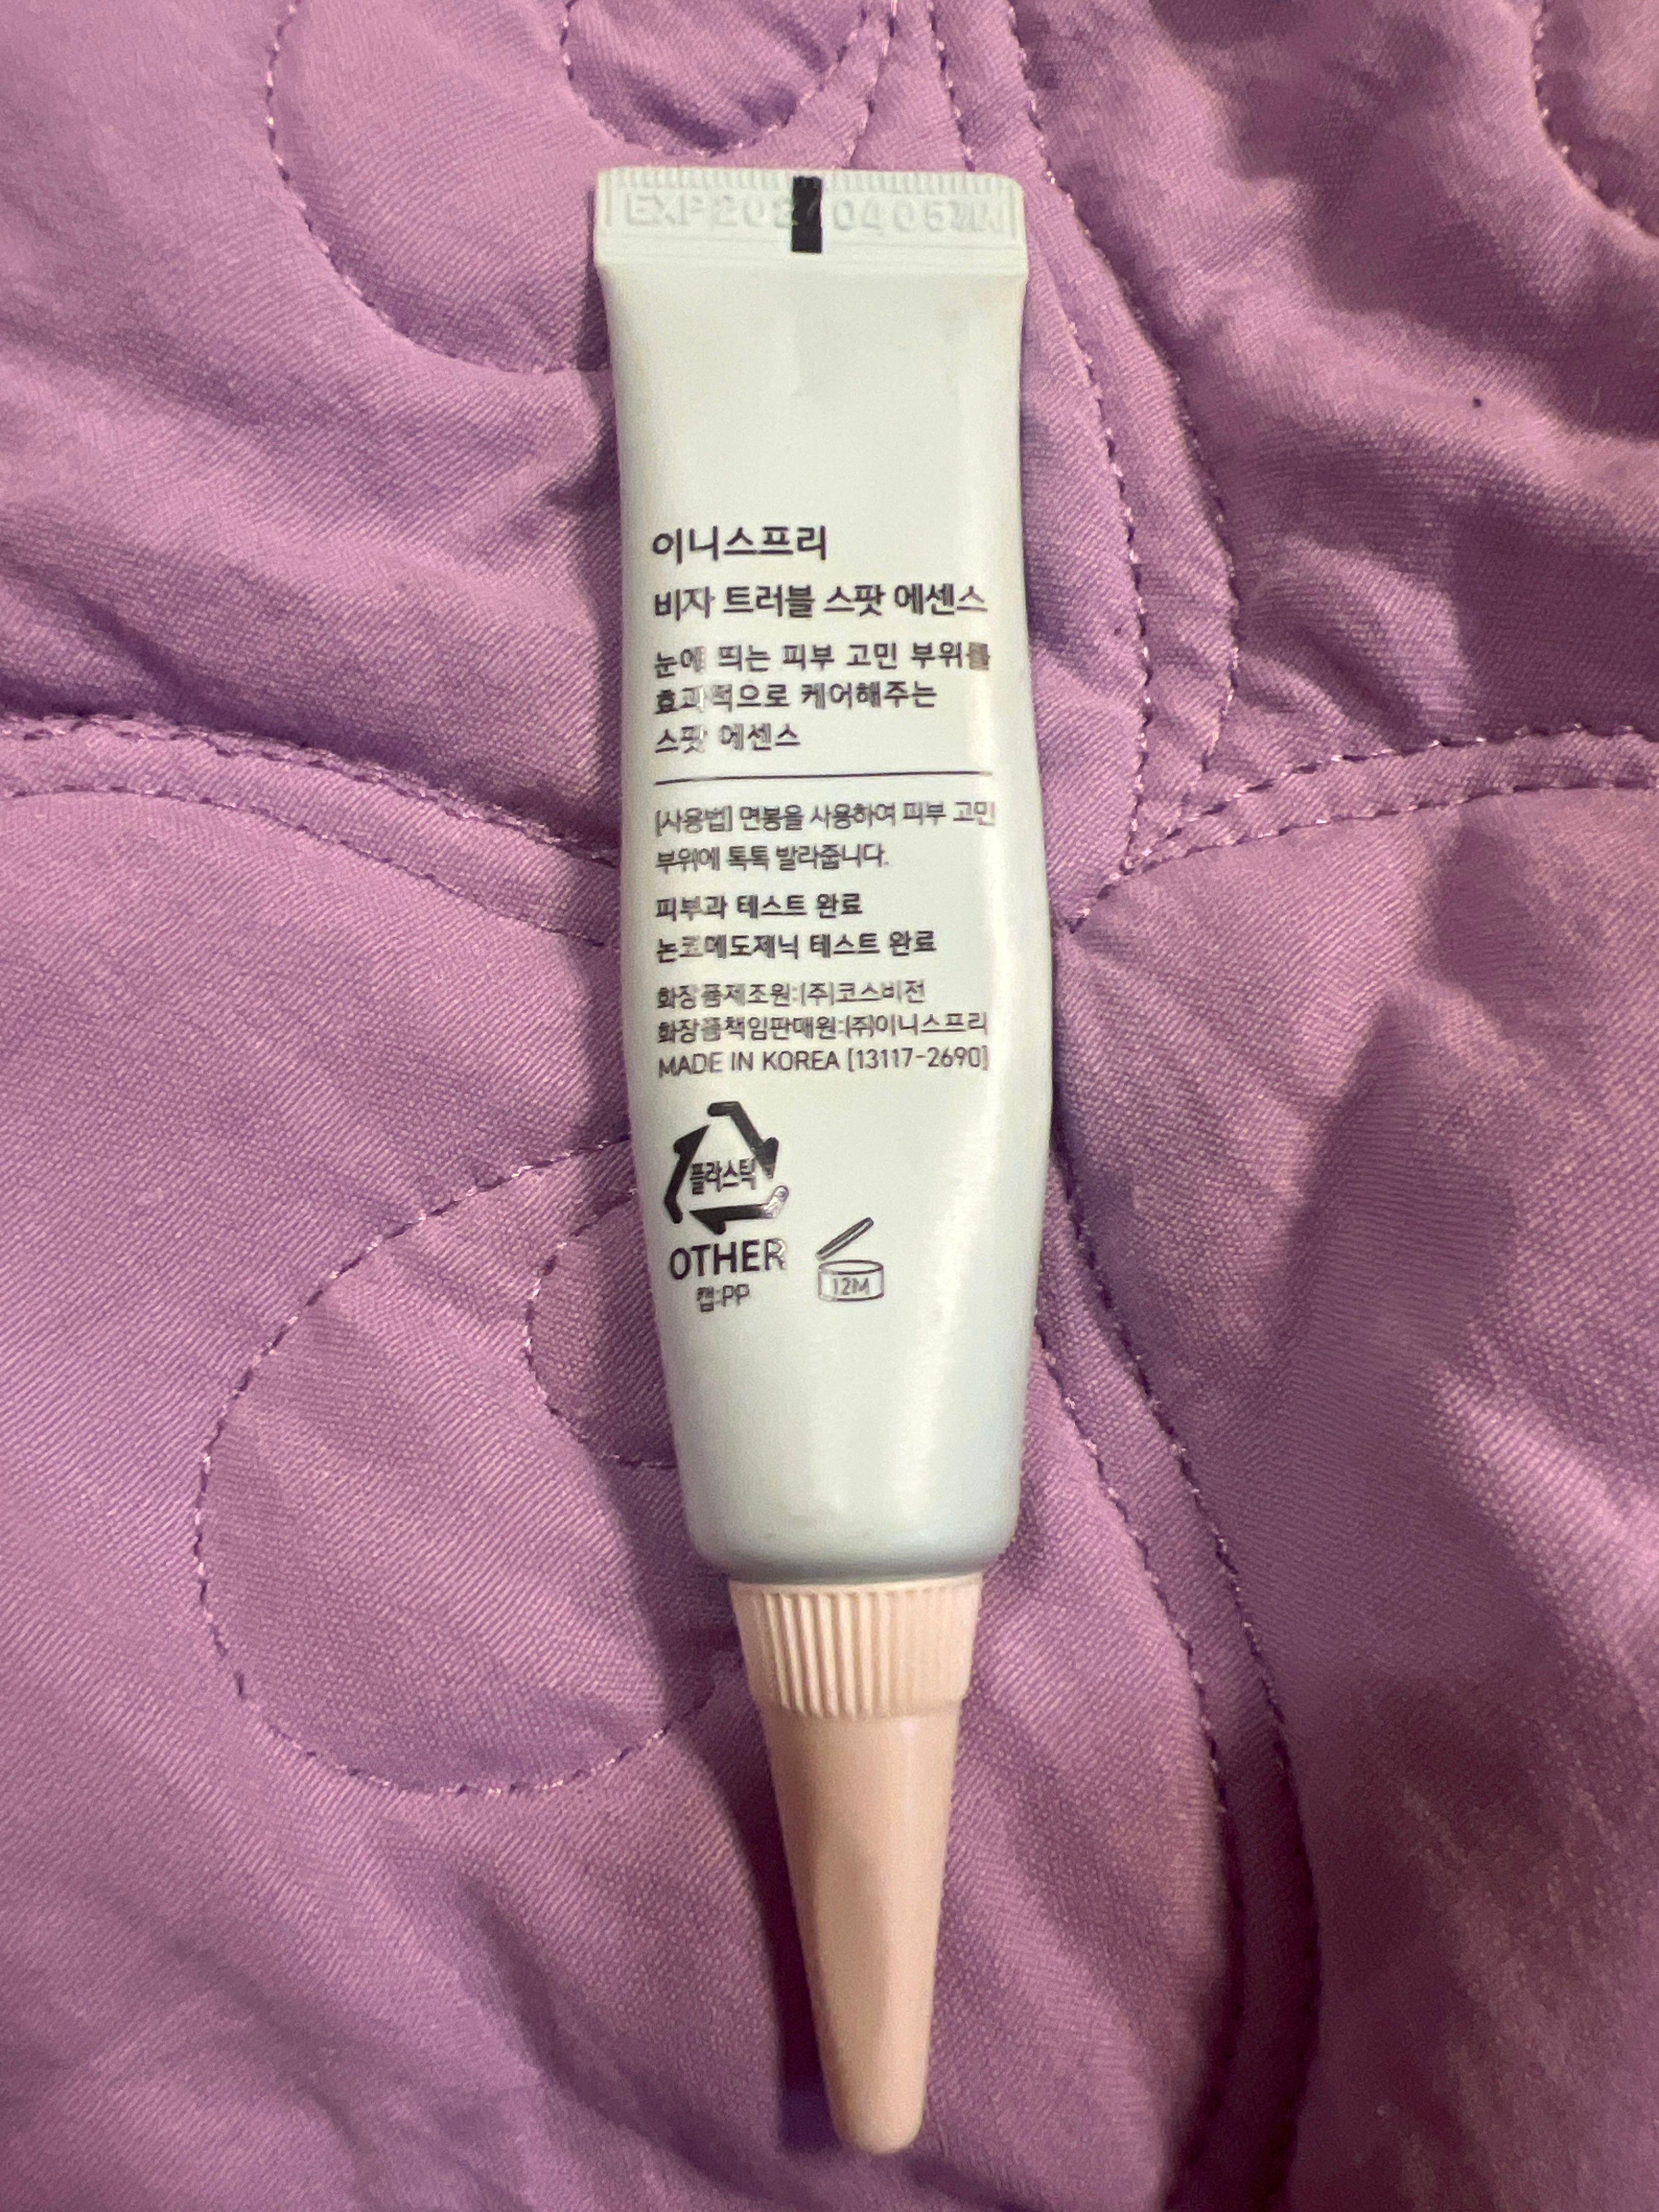 이니스프리
비자 트러블 스팟 에센스
눈에 띄는 피부 고민 부위를
효과적으로 케어해주는
스팟 에센스
[사용법] 면봉을 사용하여 피부 고민
부위에 톡톡 발라줍니다.
피부과 테스트 완료
논코메도제닉 테스트 완료
화장품제조원:(주)코스비전
화장품책임판매원:(주)이니스프리
MADE IN KOREA [13117-2690]
플라스틱
OTHER
캡:PP
12M